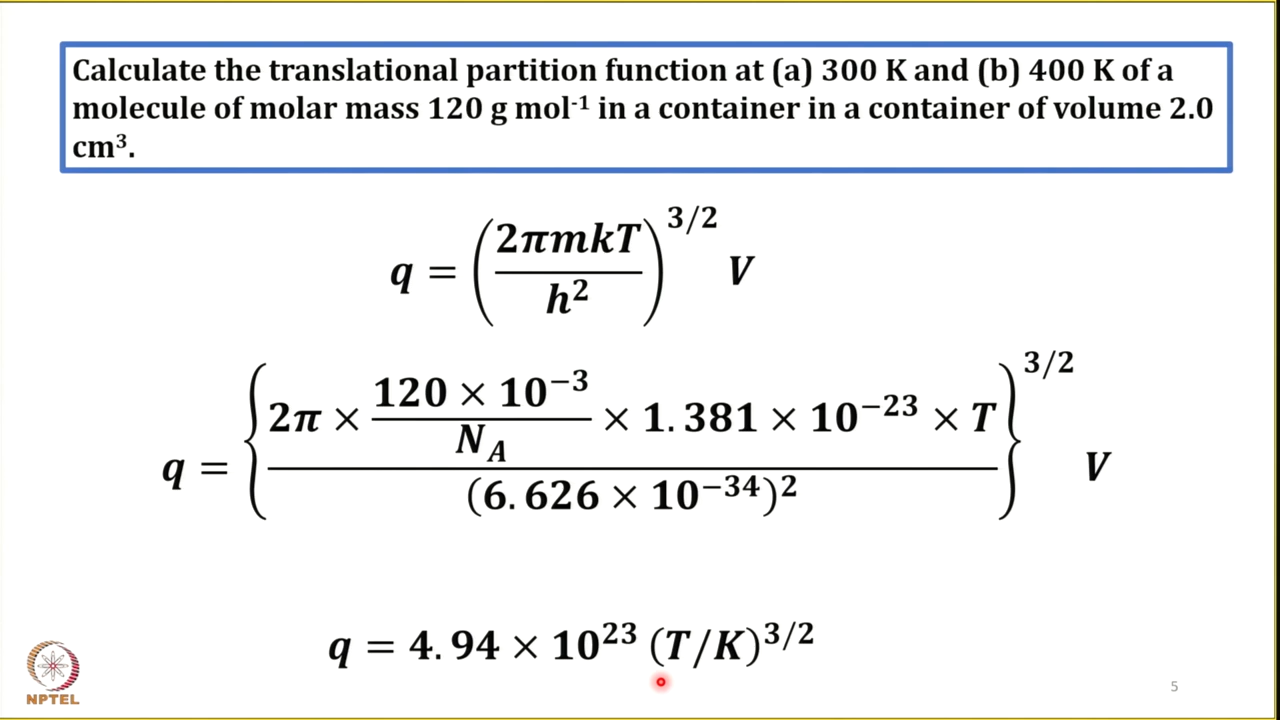 Calculate the translational partition function at (a) 300 K and (b) 400 K of a
molecule of molar mass 120 g mol⁻¹ in a container in a container of volume 2.0
cm³.
q = (2πmkT / h²)^3/2 V
q = {2π × 120 × 10⁻³ / N_A × 1.381 × 10⁻²³ × T / (6.626 × 10⁻³⁴)²}^3/2 V
q = 4.94 × 10²³ (T/K)^3/2
NPTEL
5